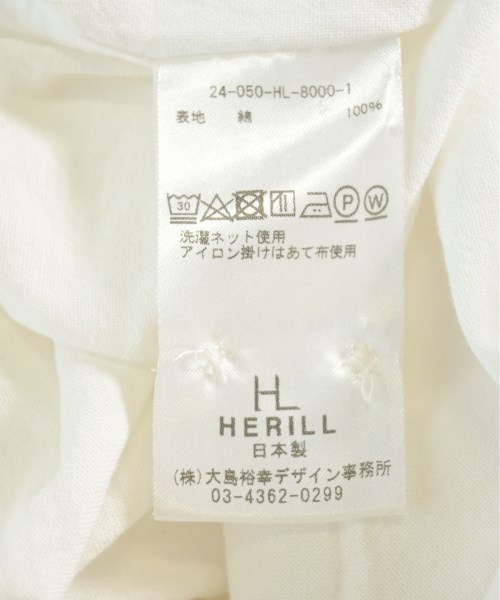 24-050-HL-8000-1
表地 綿 100%
30
P W
洗濯ネット使用
アイロン掛けはあて布使用
HL
HERILL
日本製
(株)大島裕幸デザイン事務所
03-4362-0299